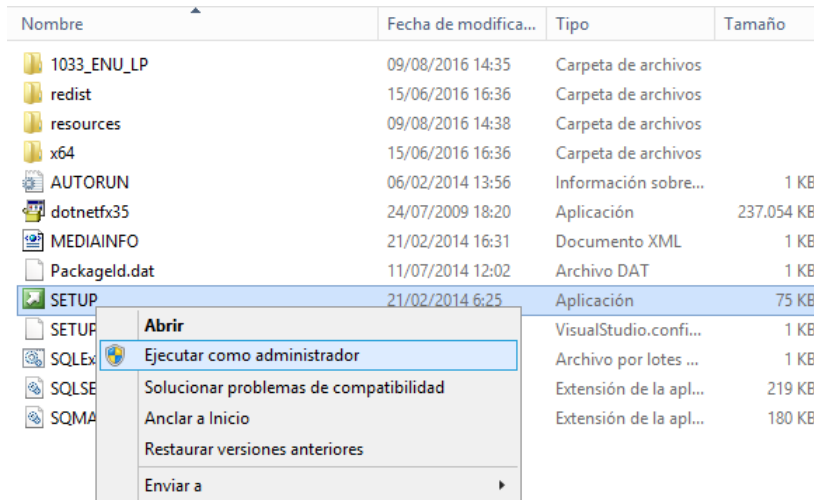 Nombre Fecha de modifica... Tipo Tamaño
1033_ENU_LP 09/08/2016 14:35 Carpeta de archivos
redist 15/06/2016 16:36 Carpeta de archivos
resources 09/08/2016 14:38 Carpeta de archivos
x64 15/06/2016 16:36 Carpeta de archivos
AUTORUN 06/02/2014 13:56 Información sobre... 1 KB
dotnetfx35 24/07/2009 18:20 Aplicación 237.054 KB
MEDIAINFO 21/02/2014 16:31 Documento XML 1 KB
PackageId.dat 11/07/2014 12:02 Archivo DAT 1 KB
SETUP 21/02/2014 6:25 Aplicación 75 KB
SETUP VisualStudio.confi... 1 KB
SQLEx Archivo por lotes ... 1 KB
SQLSE Extensión de la apl... 219 KB
SQMA Extensión de la apl... 180 KB
Abrir
Ejecutar como administrador
Solucionar problemas de compatibilidad
Anclar a Inicio
Restaurar versiones anteriores
Enviar a